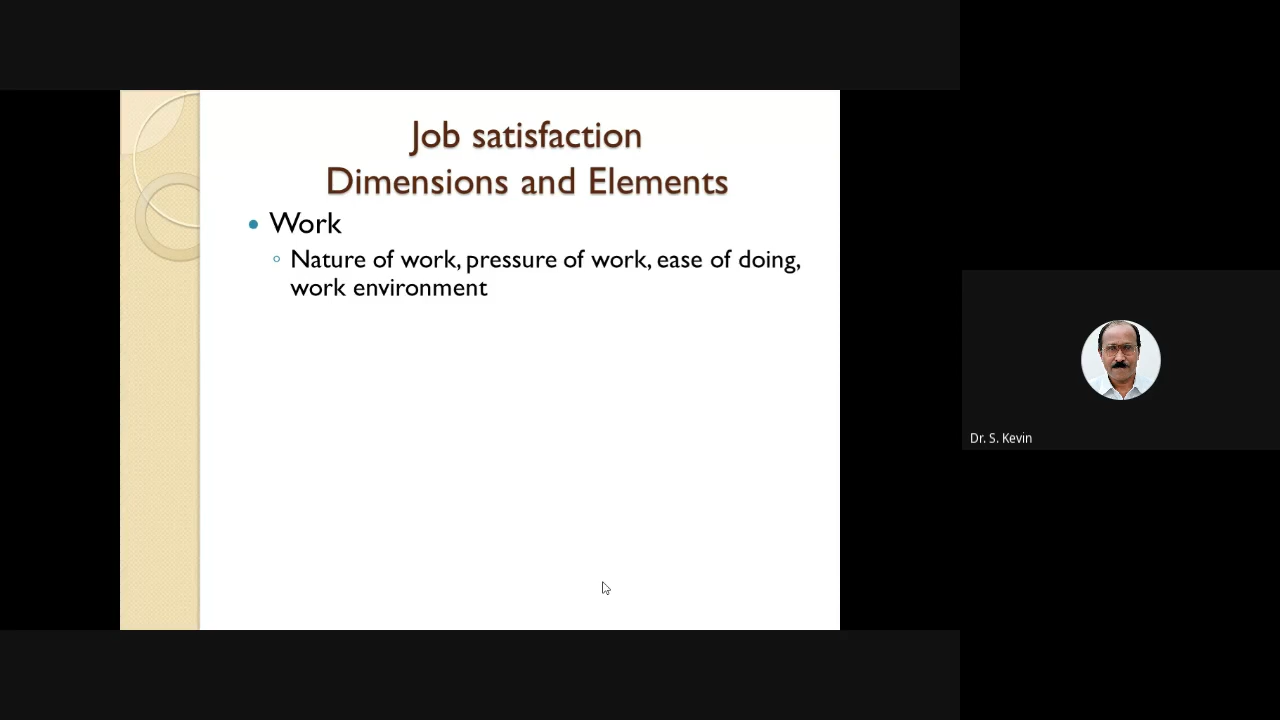 Job satisfaction
Dimensions and Elements
Work
Nature of work, pressure of work, ease of doing,
work environment
Dr. S. Kevin